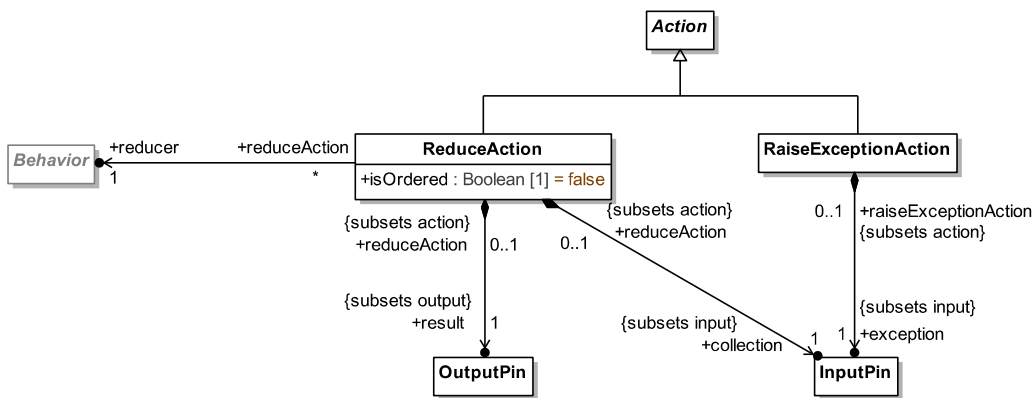 Action
Behavior
+reducer
1
+reduceAction
*
ReduceAction
+isOrdered : Boolean [1] = false
RaiseExceptionAction
{subsets action}
+reduceAction
0..1
{subsets action}
+reduceAction
0..1
0..1
+raiseExceptionAction
{subsets action}
{subsets output}
+result
1
{subsets input}
+collection
1
{subsets input}
1
+exception
OutputPin
InputPin